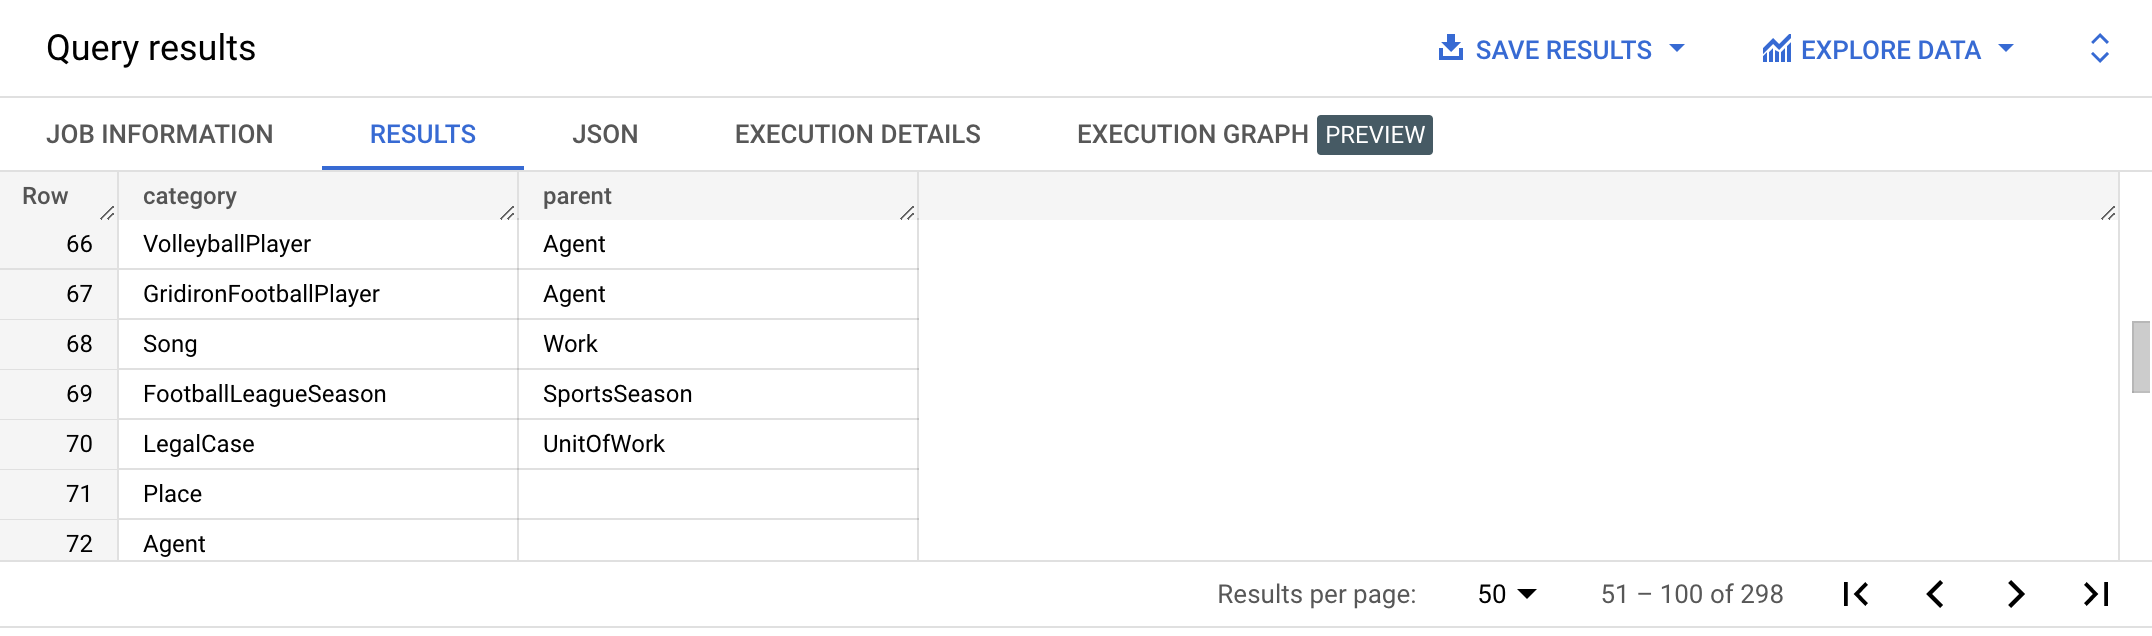 Query results SAVE RESULTS EXPLORE DATA
JOB INFORMATION RESULTS JSON EXECUTION DETAILS EXECUTION GRAPH PREVIEW
Row category parent
66 VolleyballPlayer Agent
67 GridironFootballPlayer Agent
68 Song Work
69 FootballLeagueSeason SportsSeason
70 LegalCase UnitOfWork
71 Place
72 Agent
Results per page: 50 51 – 100 of 298